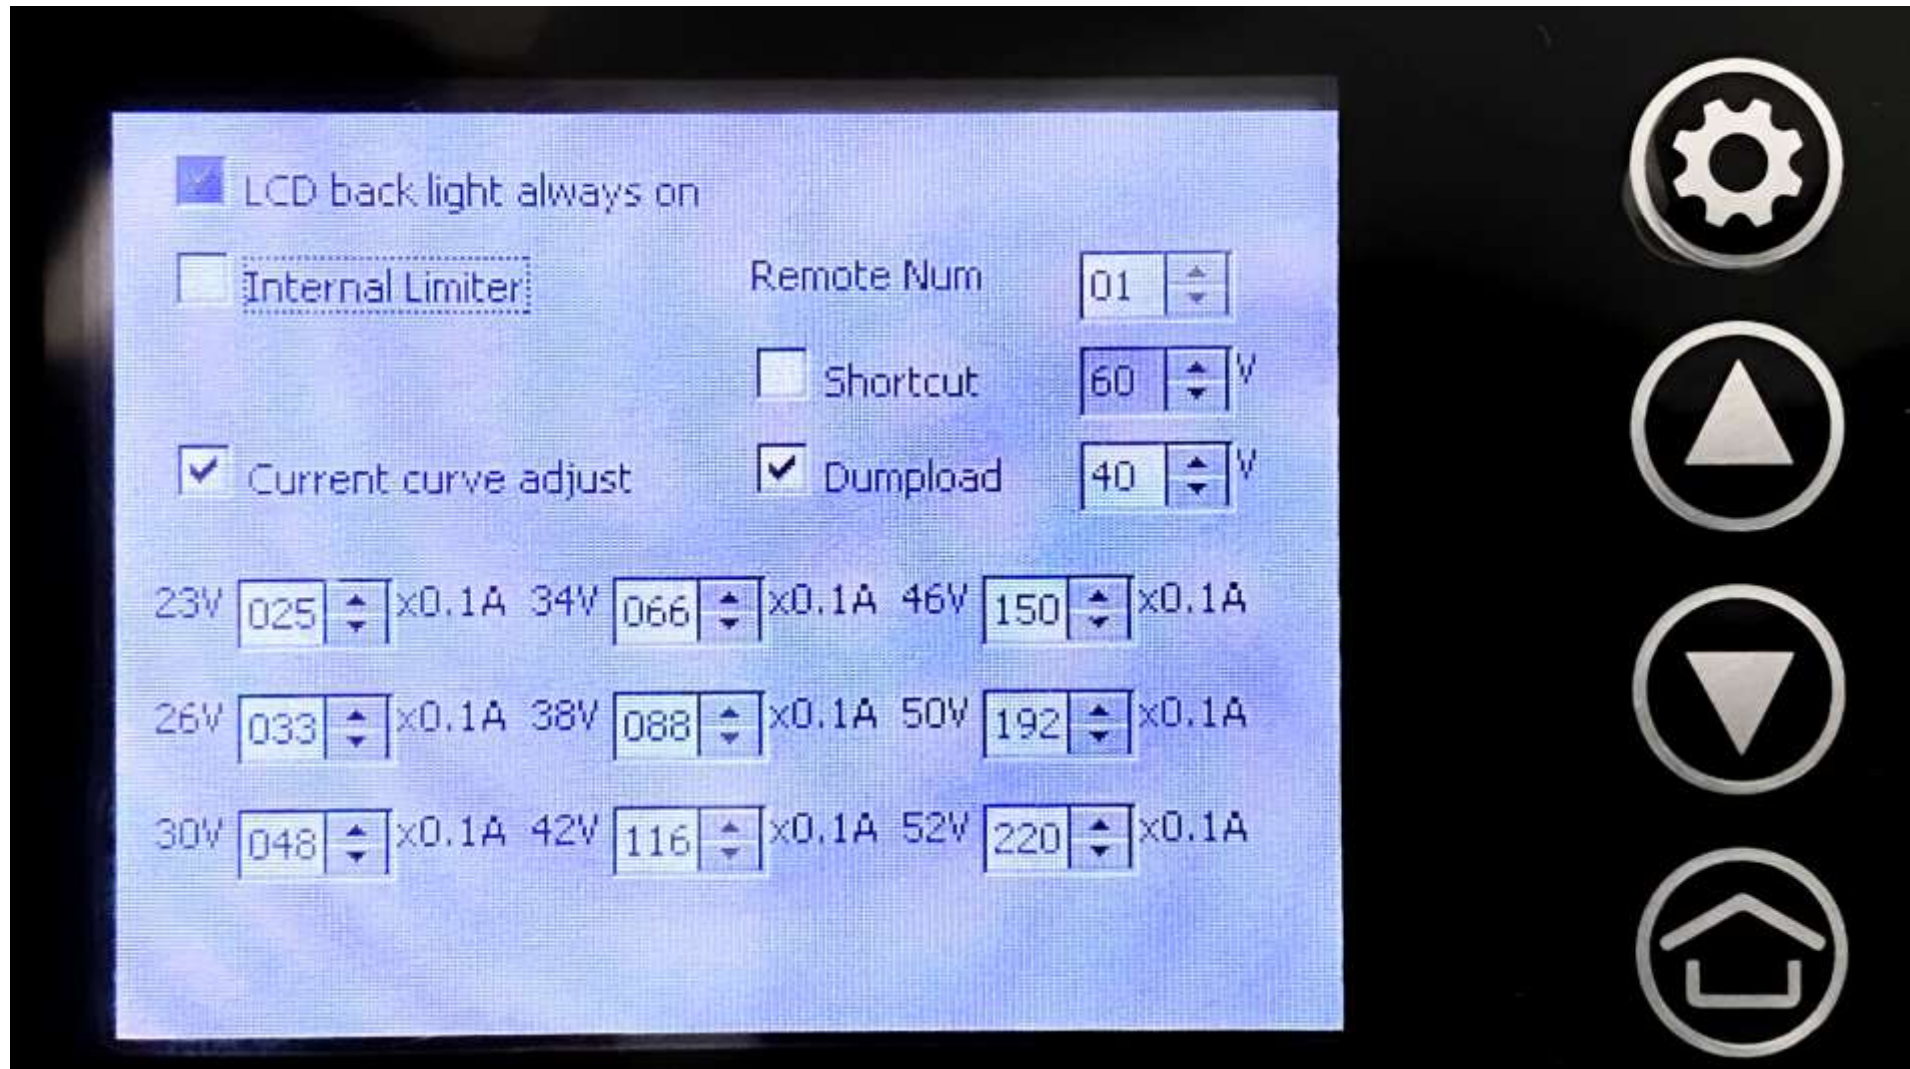 LCD back light always on
Internal Limiter Remote Num 01
Shortcut 60 V
Current curve adjust Dumpload 40 V
23V 025 x0.1A 34V 066 x0.1A 46V 150 x0.1A
26V 033 x0.1A 38V 088 x0.1A 50V 192 x0.1A
30V 048 x0.1A 42V 116 x0.1A 52V 220 x0.1A